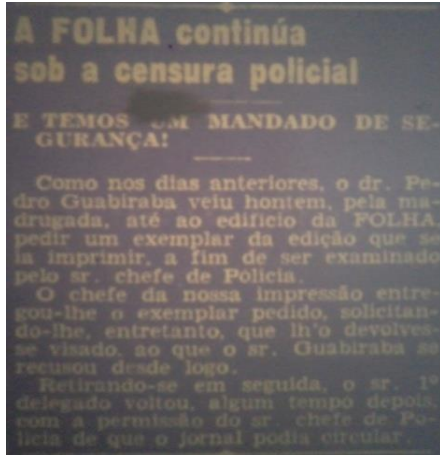 A FOLHA continúa
sob a censura policial
E TEMOS UM MANDADO DE SE-
GURANÇA!
Como nos dias anteriores, o dr. Pe-
dro Guabiraba veiu hontem, pela ma-
drugada, até ao edificio da FOLHA,
pedir um exemplar da edição que se
ia imprimir, a fim de ser examinado
pelo sr. chefe de Policia.
O chefe da nossa impressão entre-
gou-lhe o exemplar pedido, solicitan-
do-lhe, entretanto, que lh'o devolves-
se visado, ao que o sr. Guabiraba se
recusou desde logo.
Retirando-se em seguida, o sr. 1º
delegado voltou, algum tempo depois,
com a permissão do sr. chefe de Po-
licia de que o jornal podia circular.